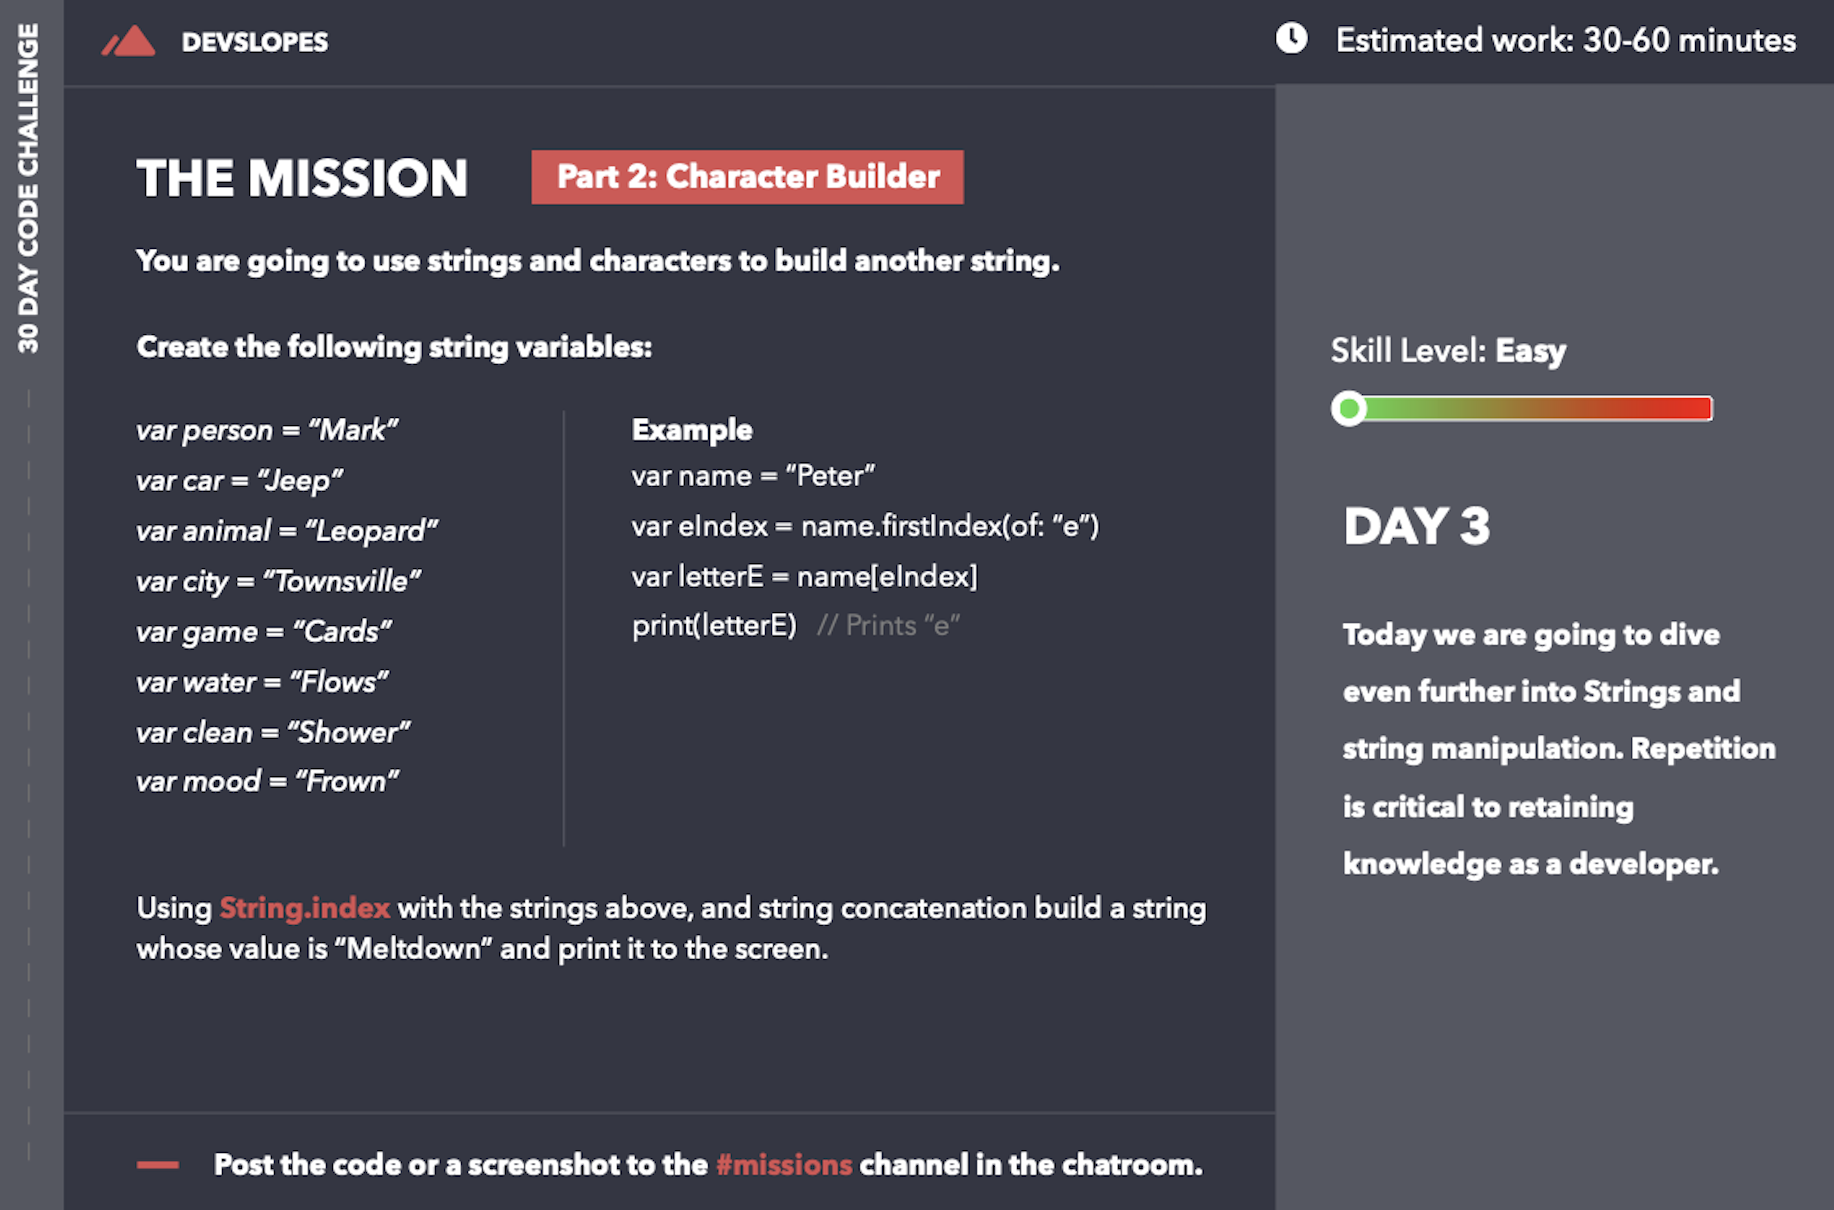 30 DAY CODE CHALLENGE
DEVSLOPES
Estimated work: 30-60 minutes
THE MISSION
Part 2: Character Builder
You are going to use strings and characters to build another string.
Create the following string variables:
var person = “Mark”
var car = “Jeep”
var animal = “Leopard”
var city = “Townsville”
var game = “Cards”
var water = “Flows”
var clean = “Shower”
var mood = “Frown”
Example
var name = “Peter”
var eIndex = name.firstIndex(of: “e”)
var letterE = name[eIndex]
print(letterE) // Prints “e”
Using String.index with the strings above, and string concatenation build a string
whose value is “Meltdown” and print it to the screen.
Skill Level: Easy
DAY 3
Today we are going to dive
even further into Strings and
string manipulation. Repetition
is critical to retaining
knowledge as a developer.
Post the code or a screenshot to the #missions channel in the chatroom.